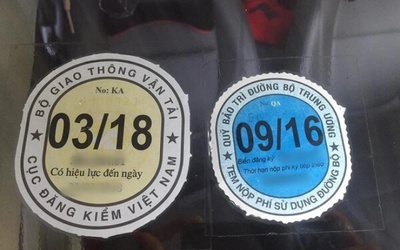 BỘ GIAO THÔNG VẬN TẢI
No: KA
03/18
Có hiệu lực đến ngày
CỤC ĐĂNG KIỂM VIỆT NAM
QUỸ BẢO TRÌ ĐƯỜNG BỘ TRUNG ƯƠNG
No: QA
09/16
Biển đăng ký
Thời hạn nộp phí kỳ tiếp theo
TEM NỘP PHÍ SỬ DỤNG ĐƯỜNG BỘ